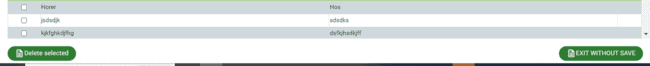 Horer Hos
jsdsdjk sdsdks
kjkfghkdjfhg dsfkjhsdkjff
Delete selected EXIT WITHOUT SAVE